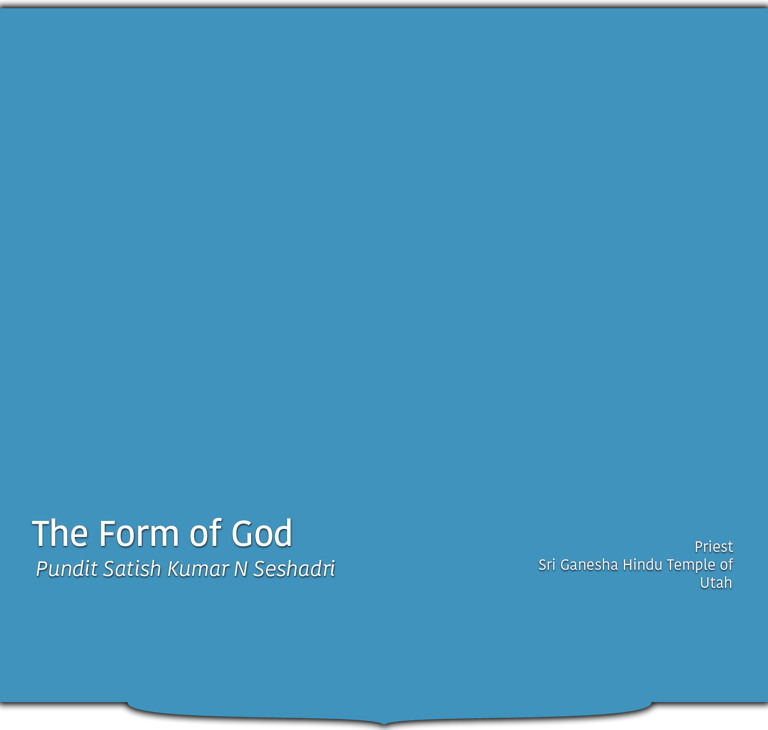 The Form of God
Pundit Satish Kumar N Seshadri
Priest
Sri Ganesha Hindu Temple of
Utah